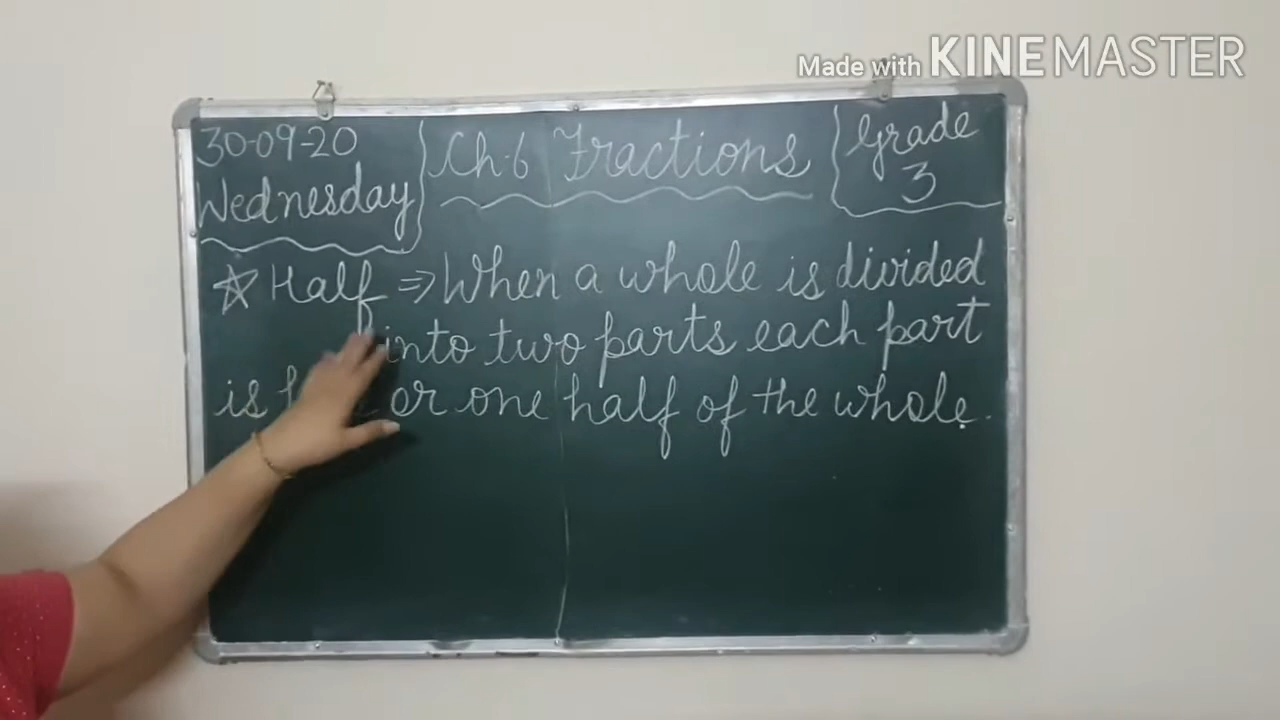 Made with KINEMASTER
30-09-20
Wednesday
Ch-6 Fractions
Grade
3
☆ Half ⇒ When a whole is divided
into two parts each part
is or one half of the whole.